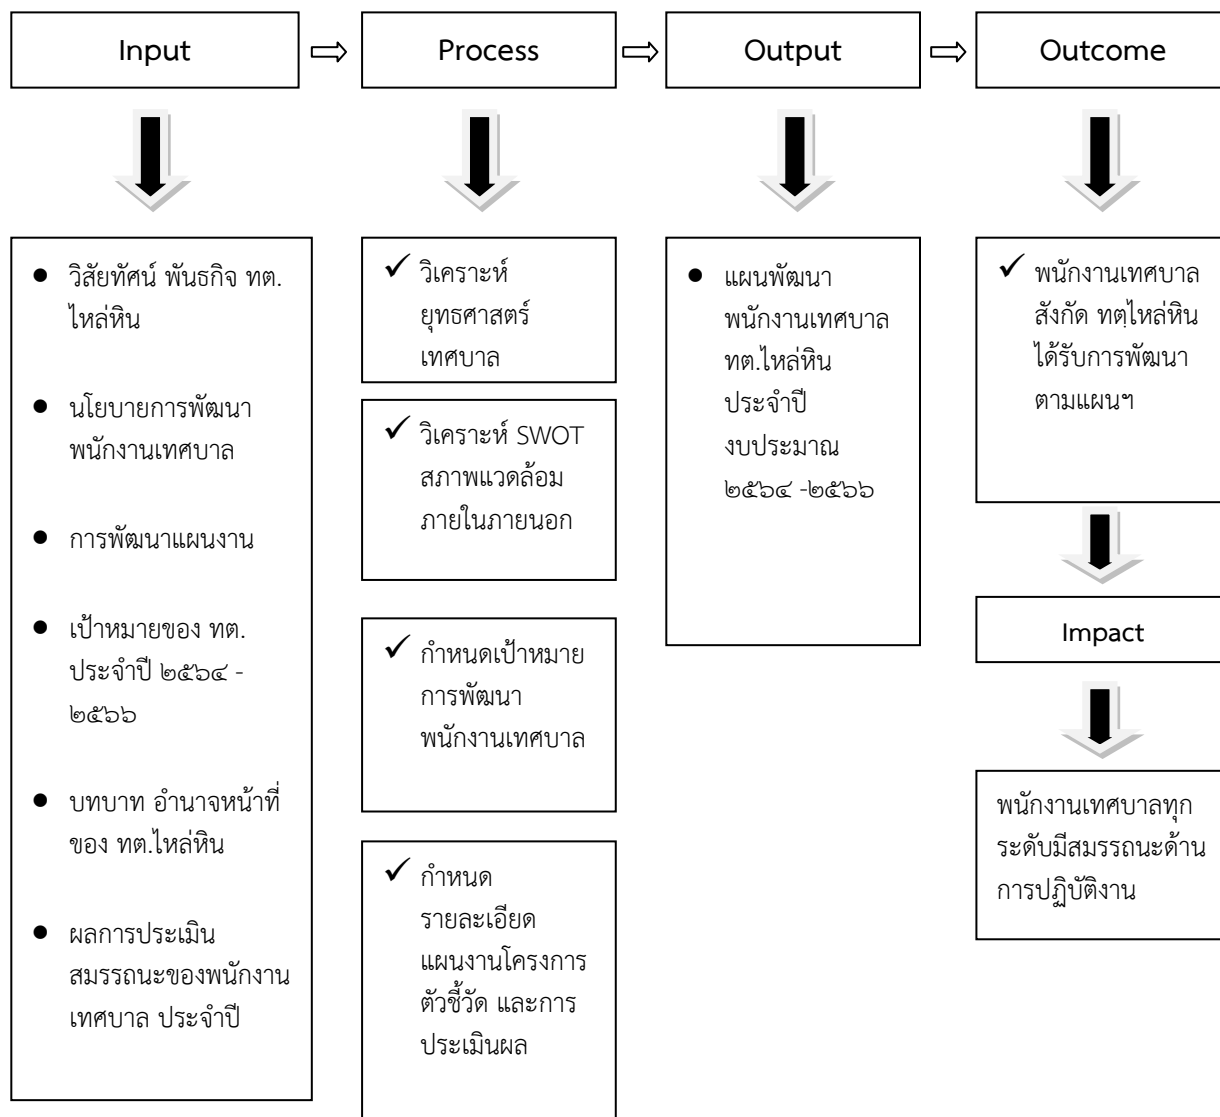 Input
Process
Output
Outcome
วิสัยทัศน์ พันธกิจ ทต.
ไหล่หิน
นโยบายการพัฒนา
พนักงานเทศบาล
การพัฒนาแผนงาน
เป้าหมายของ ทต.
ประจำปี ๒๕๖๔ -
๒๕๖๖
บทบาท อำนาจหน้าที่
ของ ทต.ไหล่หิน
ผลการประเมิน
สมรรถนะของพนักงาน
เทศบาล ประจำปี
วิเคราะห์
ยุทธศาสตร์
เทศบาล
วิเคราะห์ SWOT
สภาพแวดล้อม
ภายในภายนอก
กำหนดเป้าหมาย
การพัฒนา
พนักงานเทศบาล
กำหนด
รายละเอียด
แผนงานโครงการ
ตัวชี้วัด และการ
ประเมินผล
แผนพัฒนา
พนักงานเทศบาล
ทต.ไหล่หิน
ประจำปี
งบประมาณ
๒๕๖๔ -๒๕๖๖
พนักงานเทศบาล
สังกัด ทตฺไหล่หิน
ได้รับการพัฒนา
ตามแผนฯ
Impact
พนักงานเทศบาลทุก
ระดับมีสมรรถนะด้าน
การปฏิบัติงาน